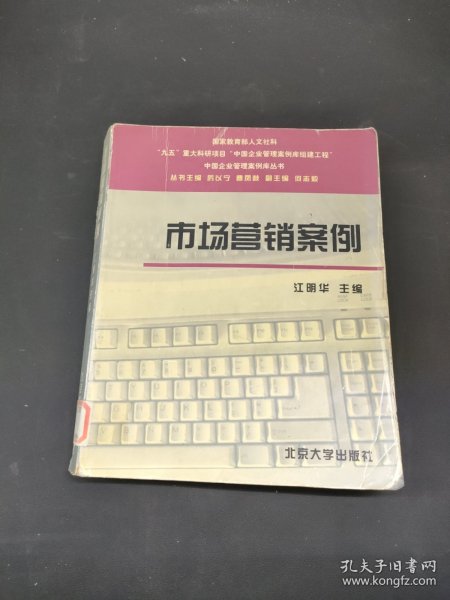 国家教育部人文社科
"九五"重大科研项目"中国企业管理案例库组建工程"
中国企业管理案例库丛书
丛书主编 厉以宁 曹凤岐 副主编 何志毅
市场营销案例
江明华 主编
北京大学出版社
孔夫子旧书网
www.kongfz.com